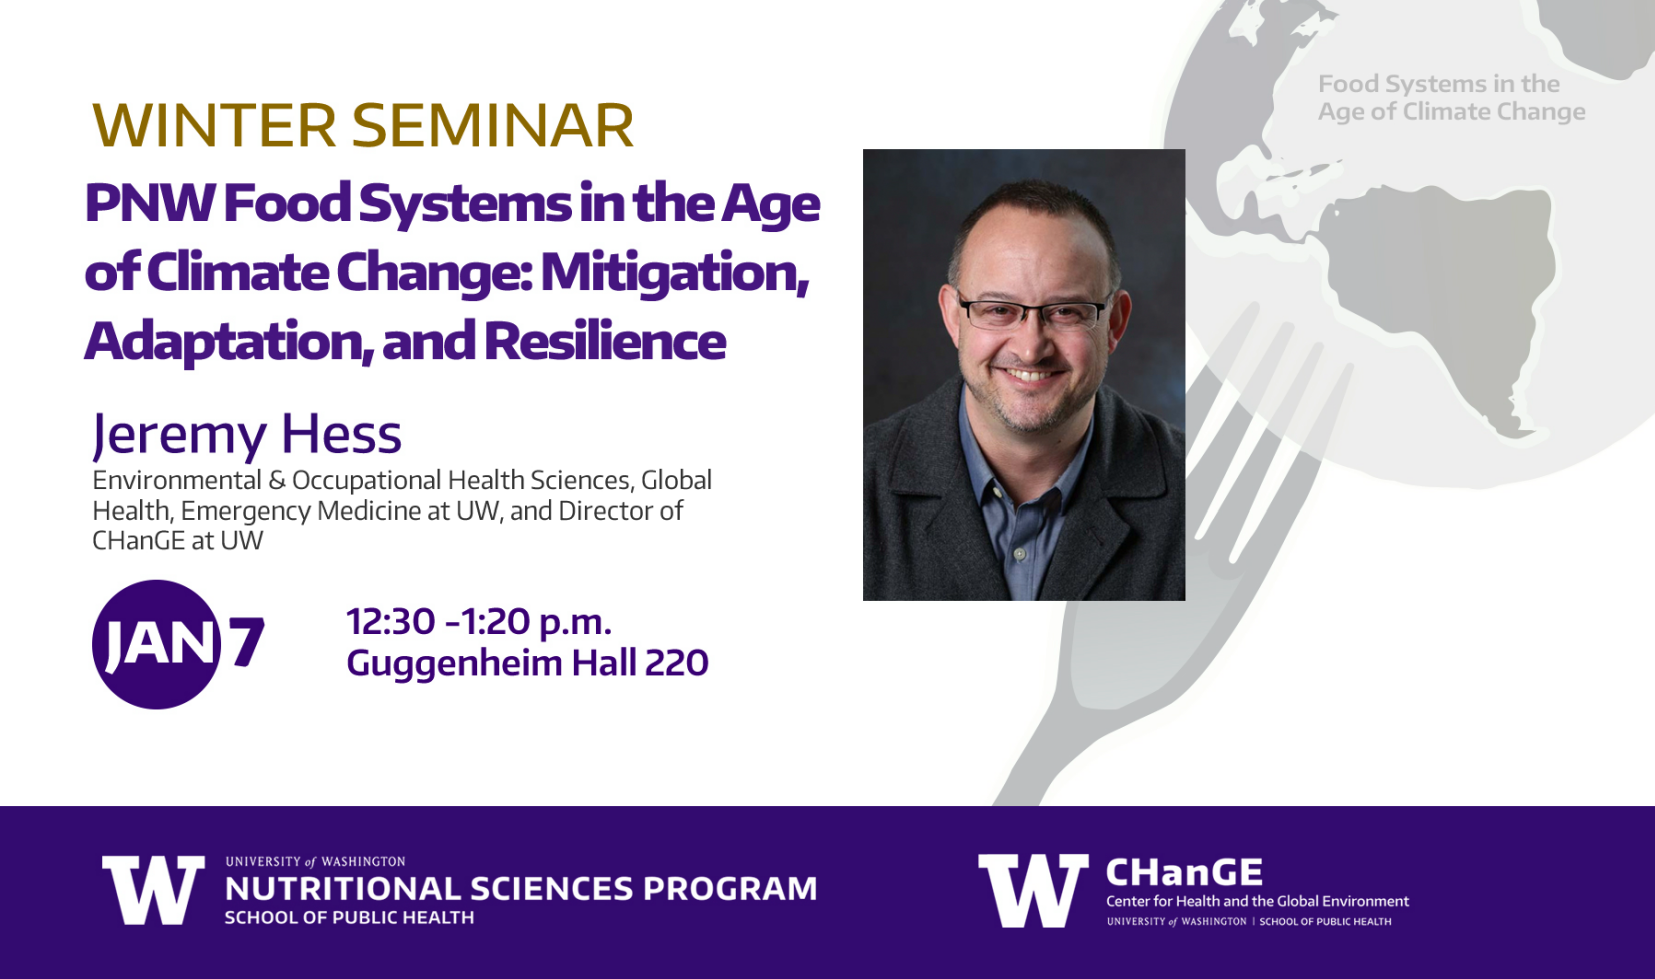 WINTER SEMINAR
PNW Food Systems in the Age
of Climate Change: Mitigation,
Adaptation, and Resilience
Jeremy Hess
Environmental & Occupational Health Sciences, Global
Health, Emergency Medicine at UW, and Director of
CHanGE at UW
JAN 7
12:30 -1:20 p.m.
Guggenheim Hall 220
Food Systems in the
Age of Climate Change
W
UNIVERSITY of WASHINGTON
NUTRITIONAL SCIENCES PROGRAM
SCHOOL OF PUBLIC HEALTH
W
CHanGE
Center for Health and the Global Environment
UNIVERSITY of WASHINGTON | SCHOOL OF PUBLIC HEALTH